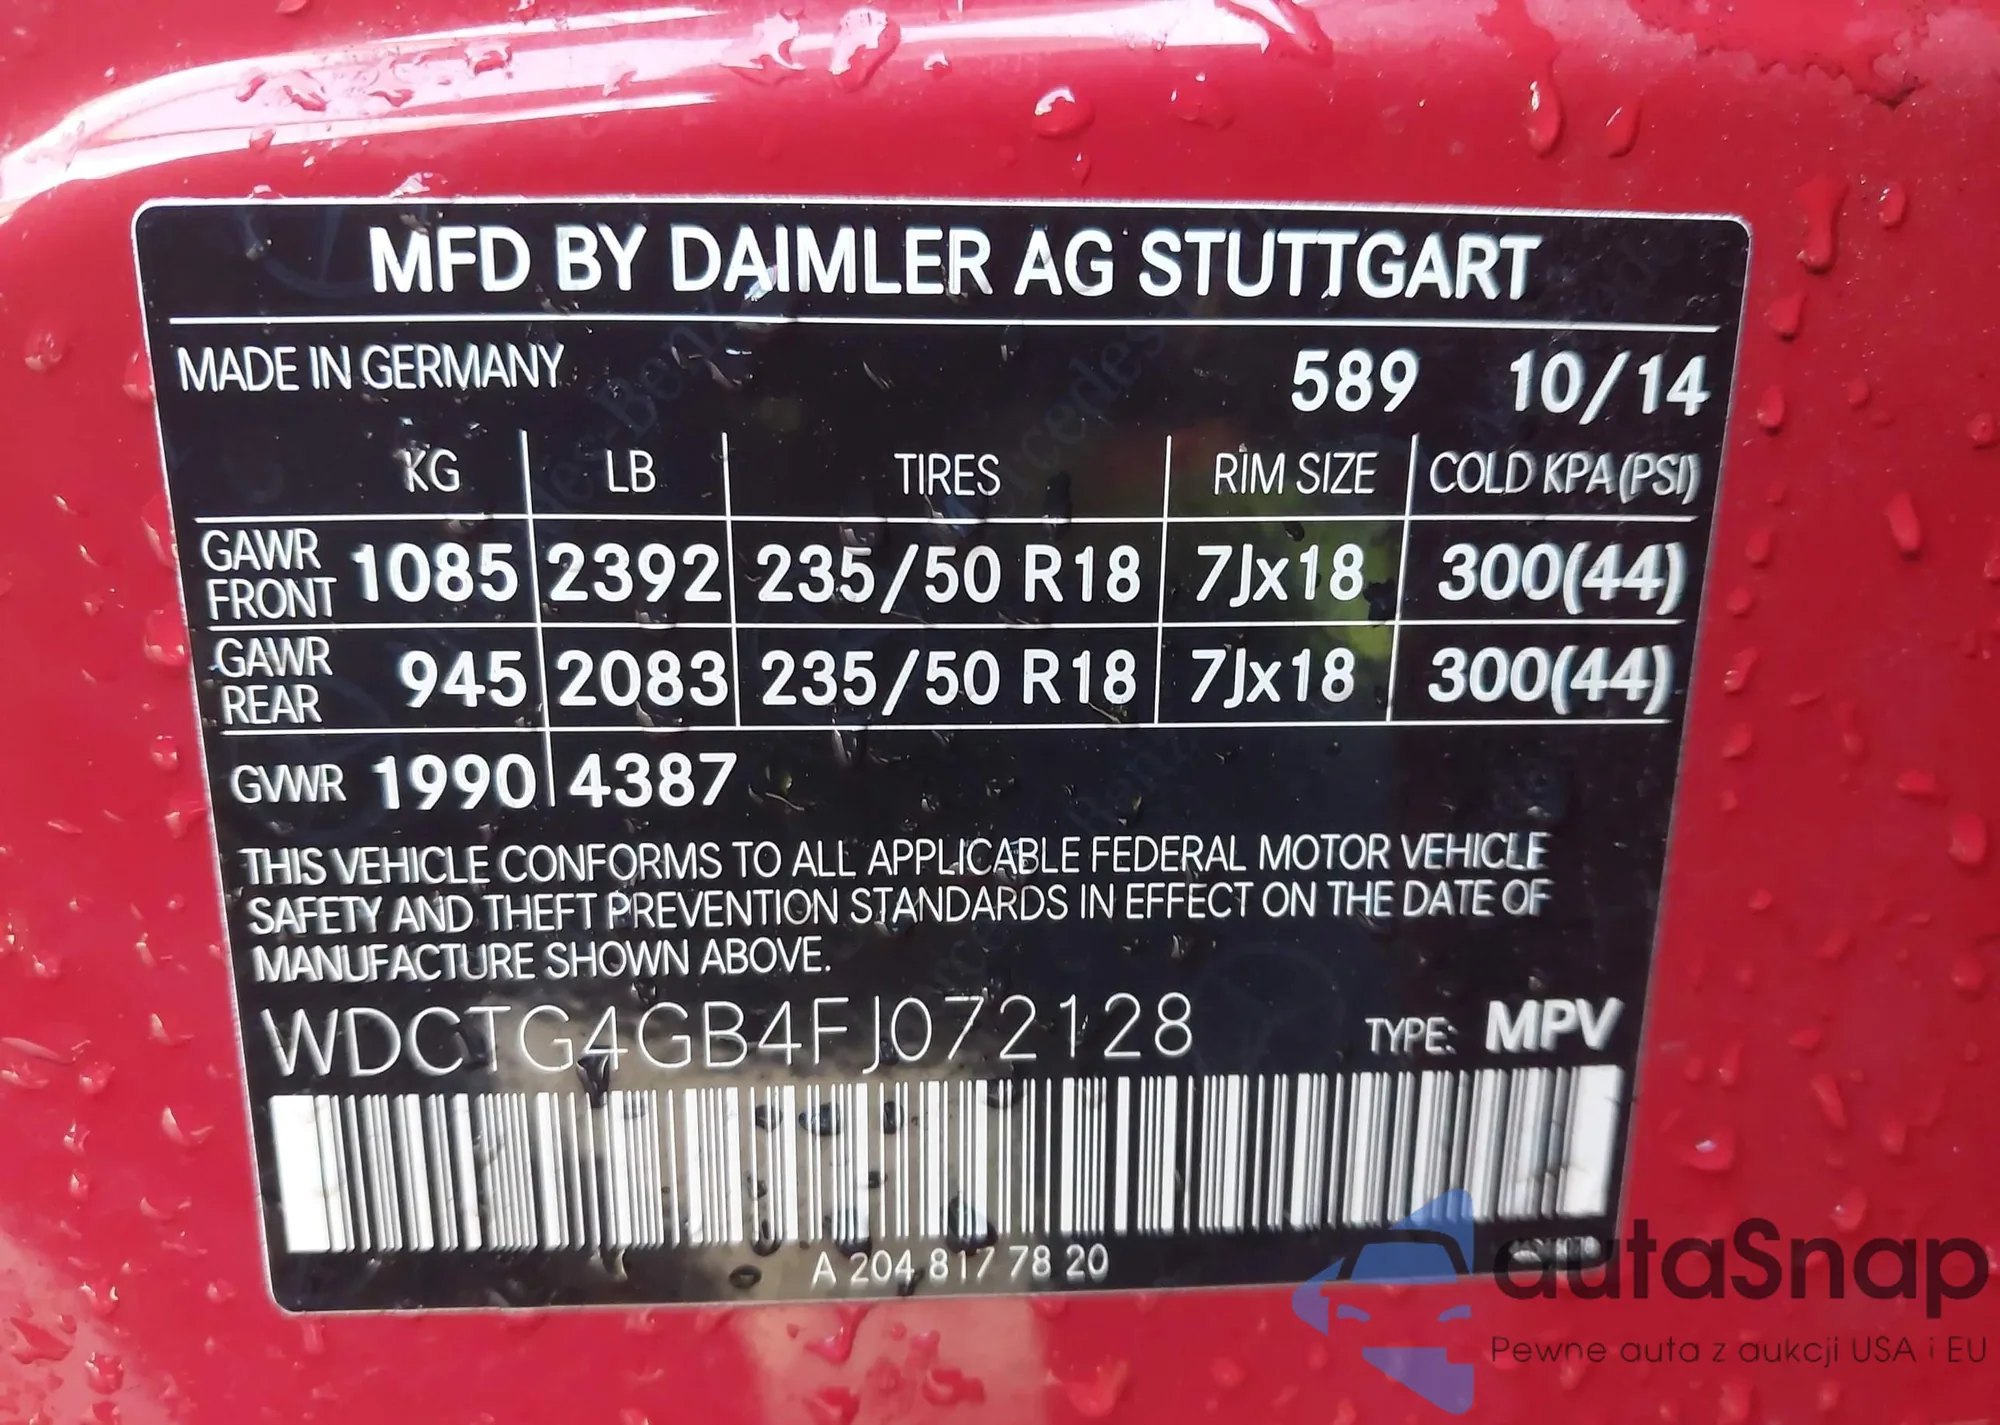 MFD BY DAIMLER AG STUTTGART
MADE IN GERMANY 589 10/14
KG LB TIRES RIM SIZE COLD KPA(PSI)
GAWR FRONT 1085 2392 235/50 R18 7Jx18 300(44)
GAWR REAR 945 2083 235/50 R18 7Jx18 300(44)
GVWR 1990 4387
THIS VEHICLE CONFORMS TO ALL APPLICABLE FEDERAL MOTOR VEHICLE
SAFETY AND THEFT PREVENTION STANDARDS IN EFFECT ON THE DATE OF
MANUFACTURE SHOWN ABOVE.
WDCTG4GB4FJ072128 TYPE: MPV
A 204 817 78 20
autaSnap
Pewne auta z aukcji USA i EU